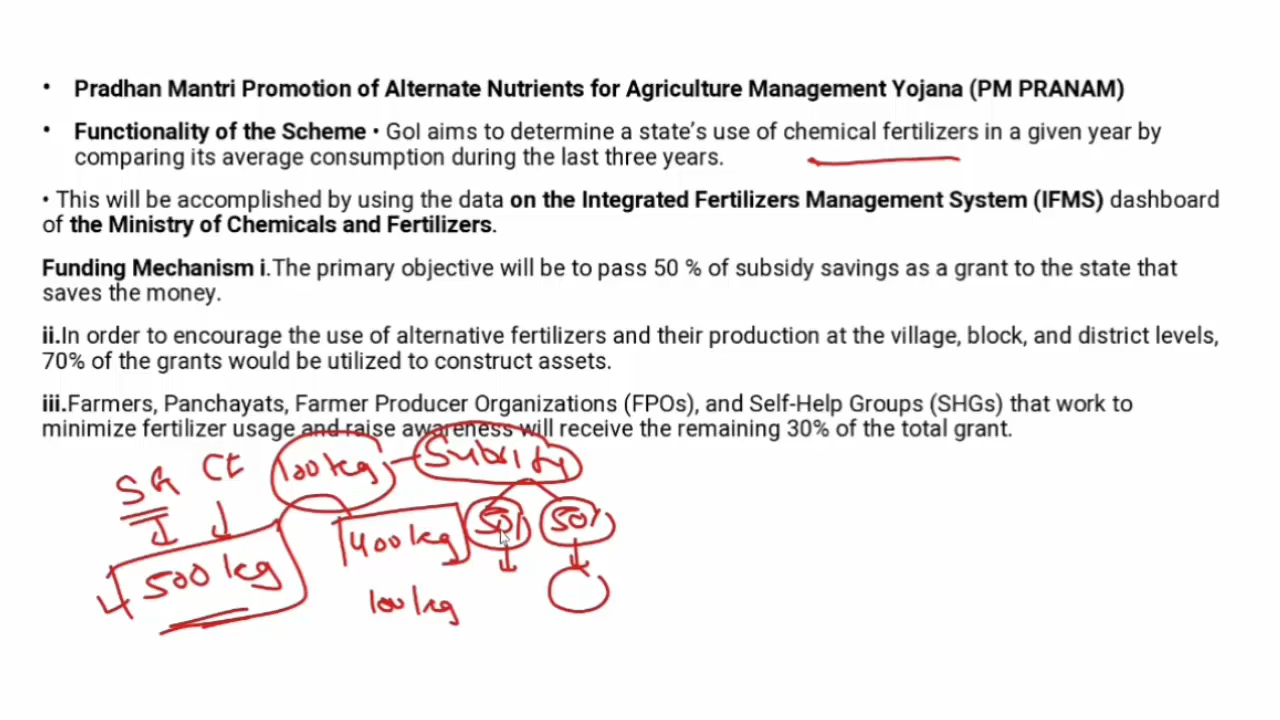 • Pradhan Mantri Promotion of Alternate Nutrients for Agriculture Management Yojana (PM PRANAM)
• Functionality of the Scheme • GoI aims to determine a state's use of chemical fertilizers in a given year by
comparing its average consumption during the last three years.
• This will be accomplished by using the data on the Integrated Fertilizers Management System (IFMS) dashboard
of the Ministry of Chemicals and Fertilizers.
Funding Mechanism i.The primary objective will be to pass 50 % of subsidy savings as a grant to the state that
saves the money.
ii.In order to encourage the use of alternative fertilizers and their production at the village, block, and district levels,
70% of the grants would be utilized to construct assets.
iii.Farmers, Panchayats, Farmer Producer Organizations (FPOs), and Self-Help Groups (SHGs) that work to
minimize fertilizer usage and raise awareness will receive the remaining 30% of the total grant.
100 kg Subsidy
500 kg 400 kg 50% 50%
100 kg